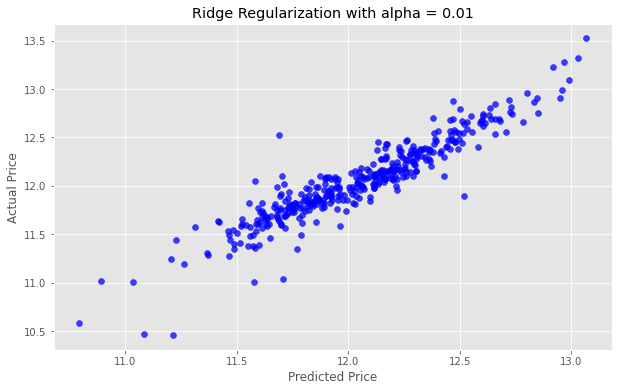 Ridge Regularization with alpha = 0.01
13.5
13.0
12.5
12.0
11.5
11.0
10.5
Actual Price
11.0 11.5 12.0 12.5 13.0
Predicted Price